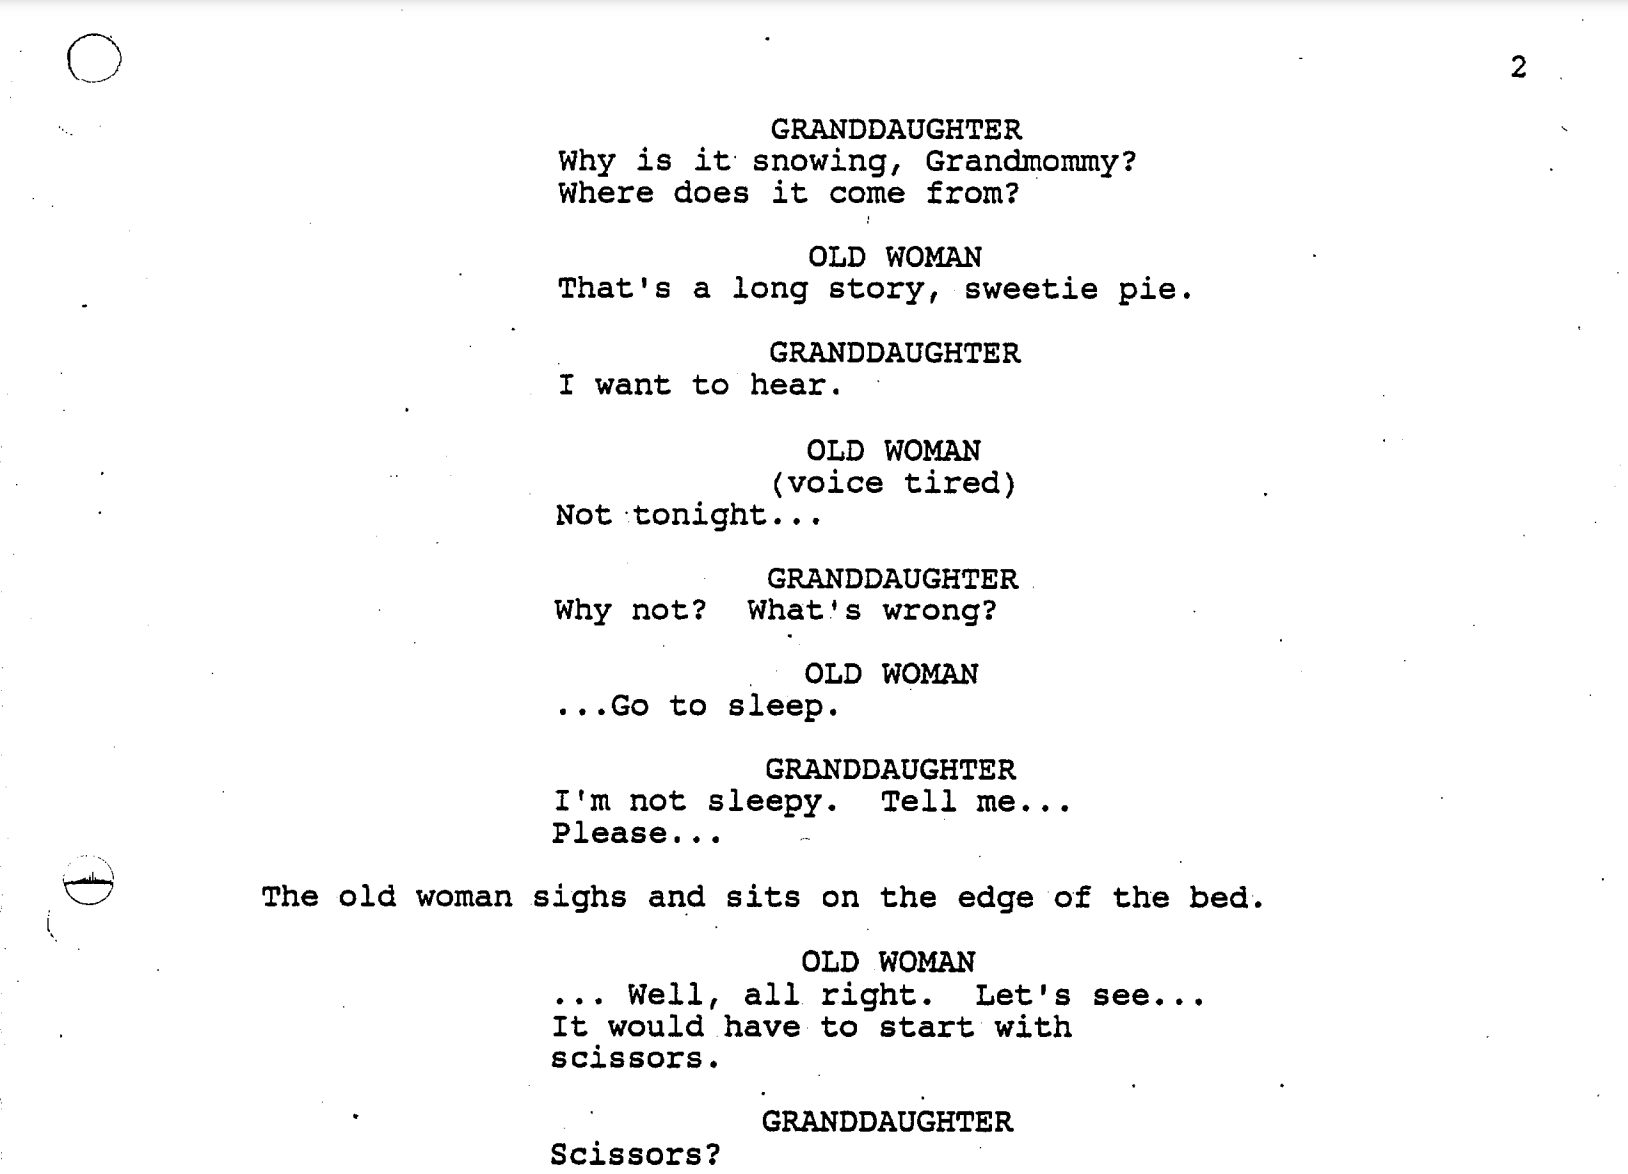 2
GRANDDAUGHTER
Why is it snowing, Grandmommy?
Where does it come from?
OLD WOMAN
That's a long story, sweetie pie.
GRANDDAUGHTER
I want to hear.
OLD WOMAN
(voice tired)
Not tonight...
GRANDDAUGHTER
Why not?  What's wrong?
OLD WOMAN
...Go to sleep.
GRANDDAUGHTER
I'm not sleepy.  Tell me...
Please...
The old woman sighs and sits on the edge of the bed.
OLD WOMAN
... Well, all right.  Let's see...
It would have to start with
scissors.
GRANDDAUGHTER
Scissors?